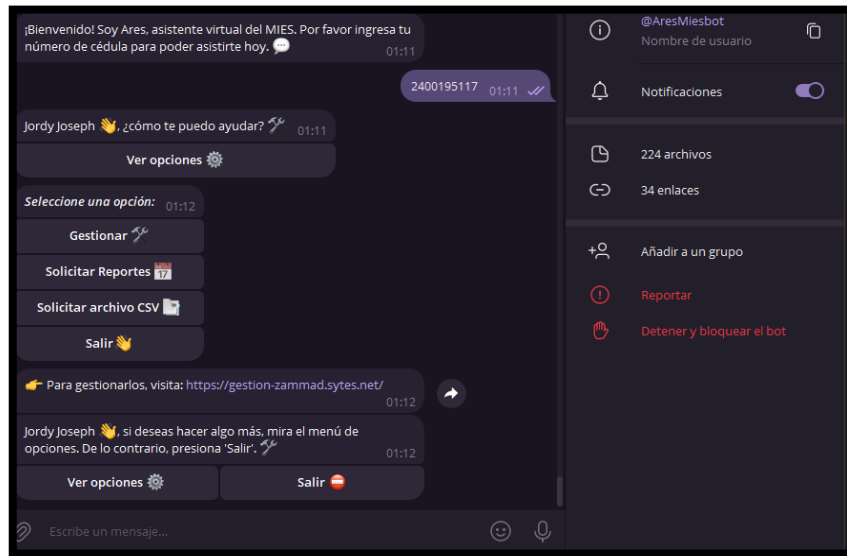 ¡Bienvenido! Soy Ares, asistente virtual del MIES. Por favor ingresa tu
número de cédula para poder asistirte hoy. 💬 01:11
2400195117 01:11
Jordy Joseph 👋, ¿cómo te puedo ayudar? 🛠 01:11
Ver opciones ⚙️
Seleccione una opción: 01:12
Gestionar 🛠
Solicitar Reportes 📅
Solicitar archivo CSV 📑
Salir 👋
👉 Para gestionarlos, visita: https://gestion-zammad.sytes.net/
01:12
Jordy Joseph 👋, si deseas hacer algo más, mira el menú de
opciones. De lo contrario, presiona 'Salir'. 🛠 01:12
Ver opciones ⚙️ Salir ⛔
Escribe un mensaje...
@AresMiesbot
Nombre de usuario
Notificaciones
224 archivos
34 enlaces
Añadir a un grupo
Reportar
Detener y bloquear el bot